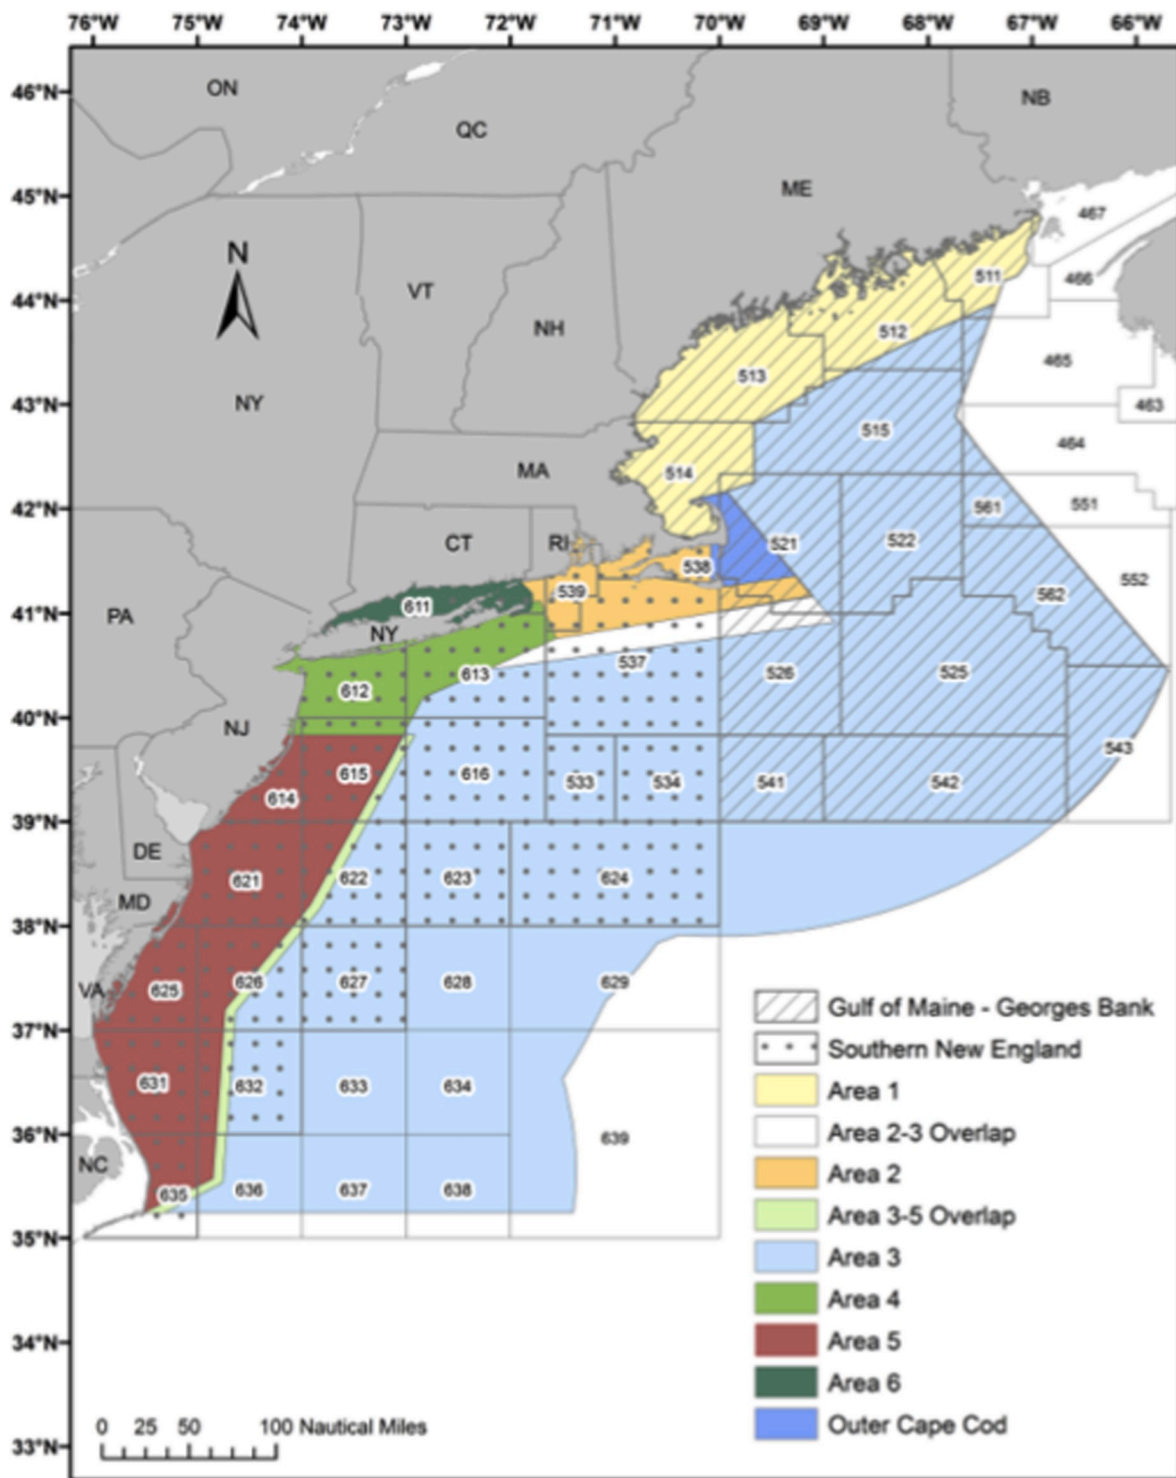 76°W 75°W 74°W 73°W 72°W 71°W 70°W 69°W 68°W 67°W 66°W
46°N
ON
NB
QC
ME
45°N
467
N
511
466
44°N
VT
NH
512
465
513
43°N
NY
463
515
464
MA
514
561
551
42°N
CT
RI
521
522
538
552
539
562
41°N
611
PA
NY
537
613
526
525
612
40°N
NJ
543
615
616
533
534
541
542
614
39°N
DE
621
622
623
624
MD
38°N
626
627
628
629
VA
625
Gulf of Maine - Georges Bank
37°N
Southern New England
631
632
633
634
Area 1
36°N
639
Area 2-3 Overlap
NC
Area 2
635
636
637
638
Area 3-5 Overlap
35°N
Area 3
Area 4
34°N
Area 5
Area 6
0 25 50 100 Nautical Miles
Outer Cape Cod
33°N